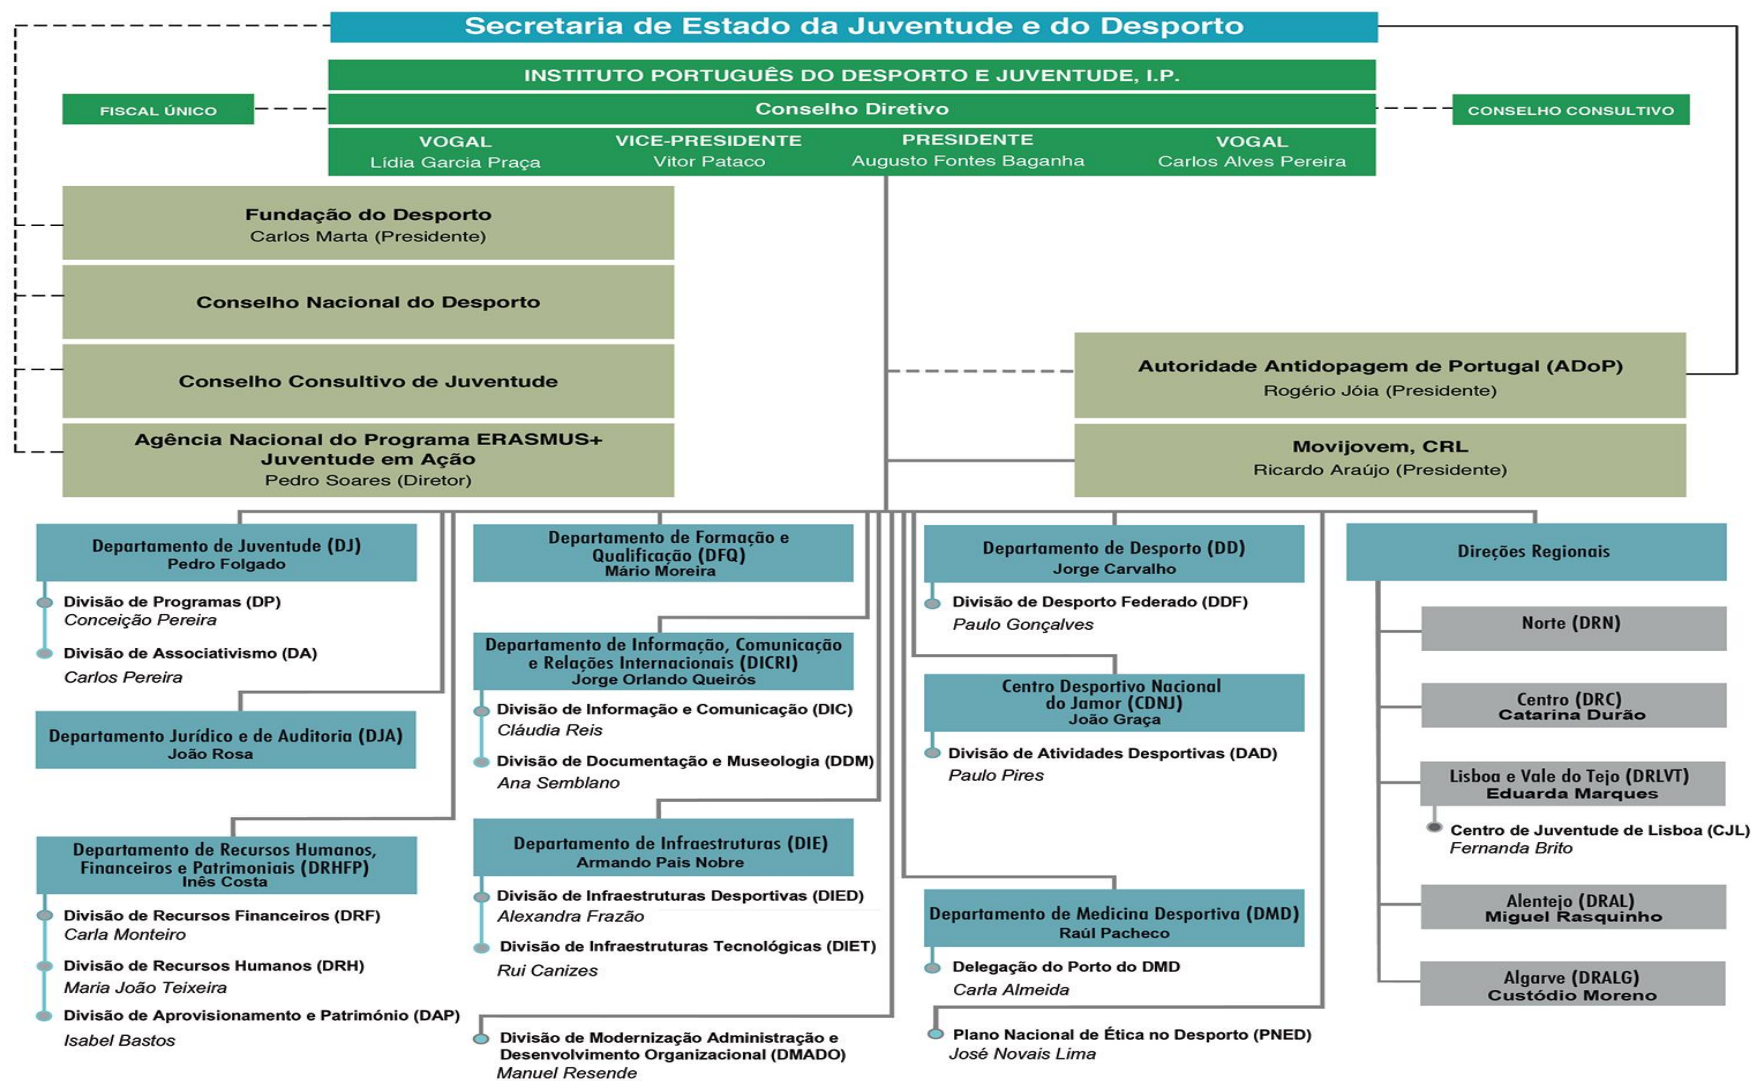 Secretaria de Estado da Juventude e do Desporto
INSTITUTO PORTUGUÊS DO DESPORTO E JUVENTUDE, I.P.
FISCAL ÚNICO
Conselho Diretivo
CONSELHO CONSULTIVO
VOGAL
Lídia Garcia Praça
VICE-PRESIDENTE
Vitor Pataco
PRESIDENTE
Augusto Fontes Baganha
VOGAL
Carlos Alves Pereira
Fundação do Desporto
Carlos Marta (Presidente)
Conselho Nacional do Desporto
Conselho Consultivo de Juventude
Agência Nacional do Programa ERASMUS+
Juventude em Ação
Pedro Soares (Diretor)
Autoridade Antidopagem de Portugal (ADoP)
Rogério Jóia (Presidente)
Movijovem, CRL
Ricardo Araújo (Presidente)
Departamento de Juventude (DJ)
Pedro Folgado
Divisão de Programas (DP)
Conceição Pereira
Divisão de Associativismo (DA)
Carlos Pereira
Departamento Jurídico e de Auditoria (DJA)
João Rosa
Departamento de Recursos Humanos,
Financeiros e Patrimoniais (DRHFP)
Inês Costa
Divisão de Recursos Financeiros (DRF)
Carla Monteiro
Divisão de Recursos Humanos (DRH)
Maria João Teixeira
Divisão de Aprovisionamento e Património (DAP)
Isabel Bastos
Departamento de Formação e
Qualificação (DFQ)
Mário Moreira
Departamento de Informação, Comunicação
e Relações Internacionais (DICRI)
Jorge Orlando Queirós
Divisão de Informação e Comunicação (DIC)
Cláudia Reis
Divisão de Documentação e Museologia (DDM)
Ana Semblano
Departamento de Infraestruturas (DIE)
Armando Pais Nobre
Divisão de Infraestruturas Desportivas (DIED)
Alexandra Frazão
Divisão de Infraestruturas Tecnológicas (DIET)
Rui Canizes
Divisão de Modernização Administração e
Desenvolvimento Organizacional (DMADO)
Manuel Resende
Departamento de Desporto (DD)
Jorge Carvalho
Divisão de Desporto Federado (DDF)
Paulo Gonçalves
Centro Desportivo Nacional
do Jamor (CDNJ)
João Graça
Divisão de Atividades Desportivas (DAD)
Paulo Pires
Departamento de Medicina Desportiva (DMD)
Raúl Pacheco
Delegação do Porto do DMD
Carla Almeida
Plano Nacional de Ética no Desporto (PNED)
José Novais Lima
Direções Regionais
Norte (DRN)
Centro (DRC)
Catarina Durão
Lisboa e Vale do Tejo (DRLVT)
Eduarda Marques
Centro de Juventude de Lisboa (CJL)
Fernanda Brito
Alentejo (DRAL)
Miguel Rasquinho
Algarve (DRALG)
Custódio Moreno